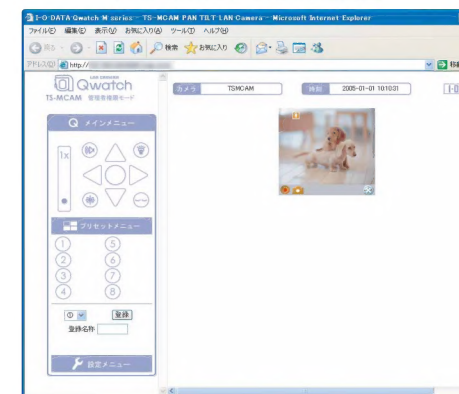 I-O DATA Qwatch M series -- TS-MCAM PAN TILT LAN Camera -- Microsoft Internet Explorer
ファイル(F) 編集(E) 表示(V) お気に入り(A) ツール(T) ヘルプ(H)
戻る 検索 お気に入り
アドレス(D) http:// 移動
LAN CAMERA
Qwatch
TS-MCAM 管理者権限モード
カメラ TSMCAM 時刻 2005-01-01 10:10:31
Q メインメニュー
1x
プリセットメニュー
1 5
2 6
3 7
4 8
① 登録
登録名称
設定メニュー